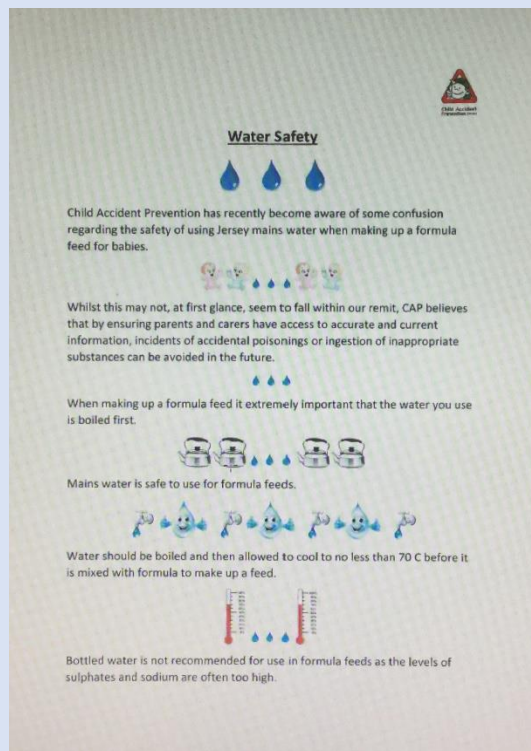 Child Accident
Prevention
Water Safety
Child Accident Prevention has recently become aware of some confusion
regarding the safety of using Jersey mains water when making up a formula
feed for babies.
Whilst this may not, at first glance, seem to fall within our remit, CAP believes
that by ensuring parents and carers have access to accurate and current
information, incidents of accidental poisonings or ingestion of inappropriate
substances can be avoided in the future.
When making up a formula feed it extremely important that the water you use
is boiled first.
Mains water is safe to use for formula feeds.
Water should be boiled and then allowed to cool to no less than 70 C before it
is mixed with formula to make up a feed.
Bottled water is not recommended for use in formula feeds as the levels of
sulphates and sodium are often too high.